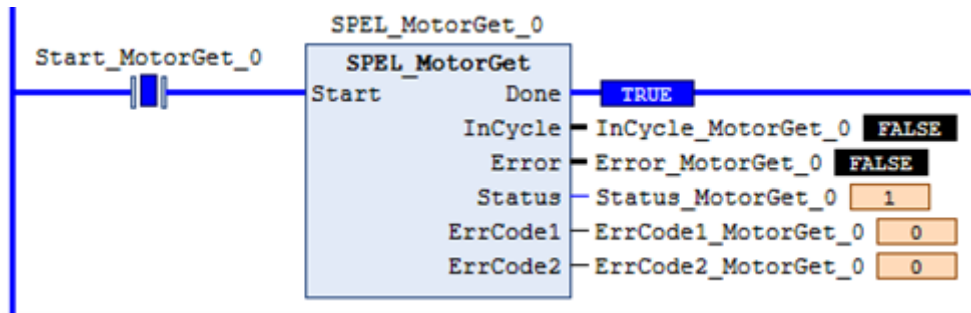 SPEL_MotorGet_0
Start_MotorGet_0
SPEL_MotorGet
Start Done TRUE
InCycle InCycle_MotorGet_0 FALSE
Error Error_MotorGet_0 FALSE
Status Status_MotorGet_0 1
ErrCode1 ErrCode1_MotorGet_0 0
ErrCode2 ErrCode2_MotorGet_0 0